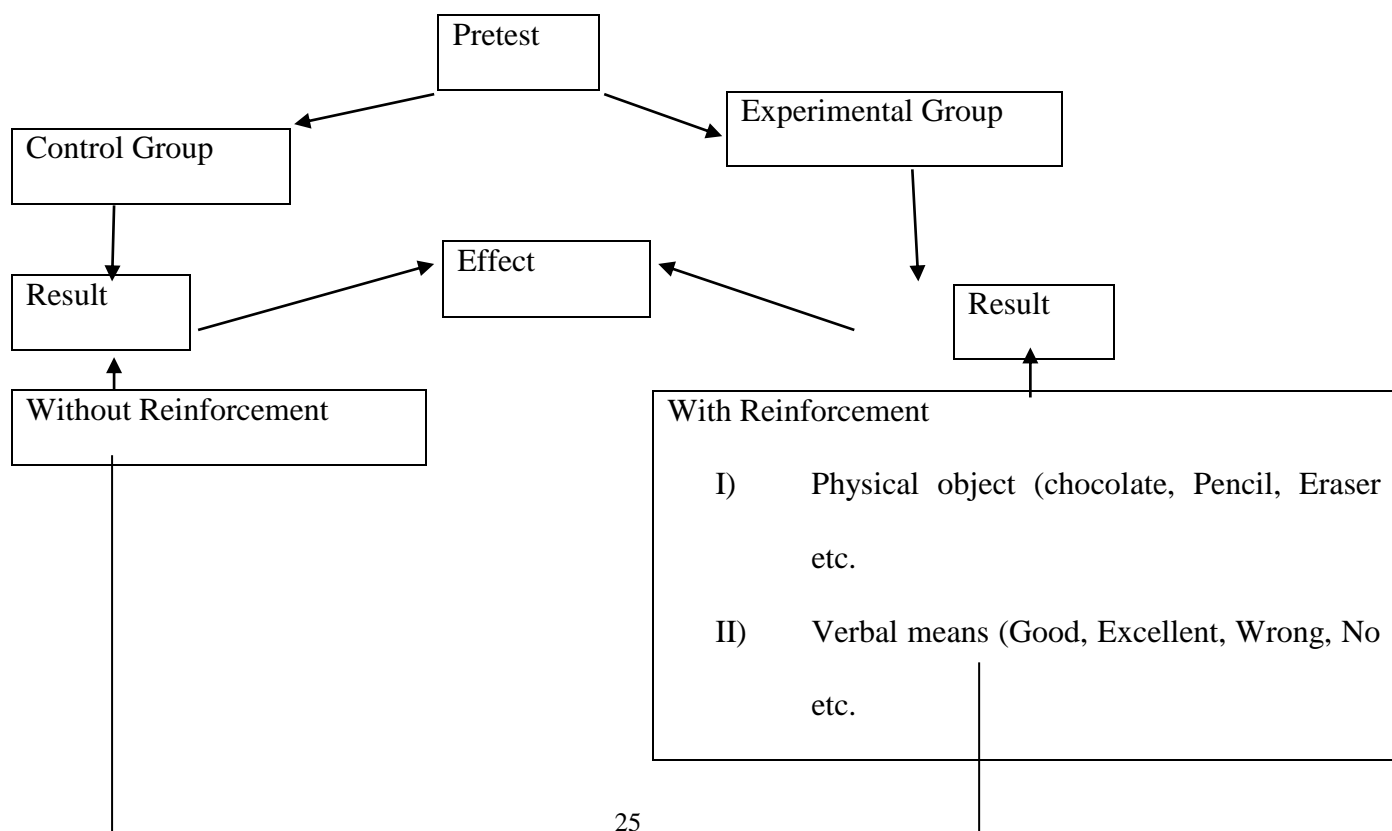 Pretest
Experimental Group
Control Group
Effect
Result
Result
Without Reinforcement
With Reinforcement
I) Physical object (chocolate, Pencil, Eraser
etc.
II) Verbal means (Good, Excellent, Wrong, No
etc.
25